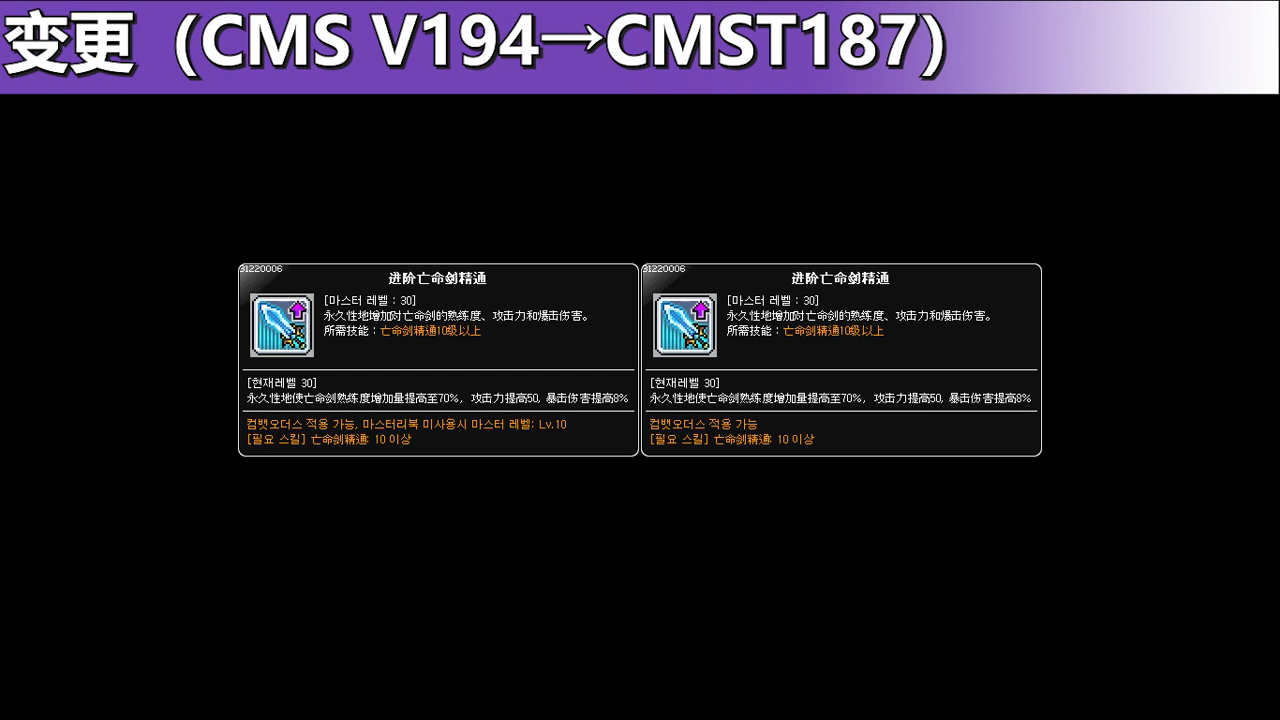 变更（CMS V194→CMST187）
31220006
进阶亡命剑精通
[마스터 레벨 : 30]
永久性地增加对亡命剑的熟练度、攻击力和爆击伤害。
所需技能：亡命剑精通10级以上
[현재레벨 30]
永久性地使亡命剑熟练度增加量提高至70%，攻击力提高50, 暴击伤害提高8%
컴뱃오더스 적용 가능, 마스터리북 미사용시 마스터 레벨: Lv.10
[필요 스킬] 亡命剑精通: 10 이상
31220006
进阶亡命剑精通
[마스터 레벨 : 30]
永久性地增加对亡命剑的熟练度、攻击力和爆击伤害。
所需技能：亡命剑精通10级以上
[현재레벨 30]
永久性地使亡命剑熟练度增加量提高至70%，攻击力提高50, 暴击伤害提高8%
컴뱃오더스 적용 가능
[필요 스킬] 亡命剑精通: 10 이상